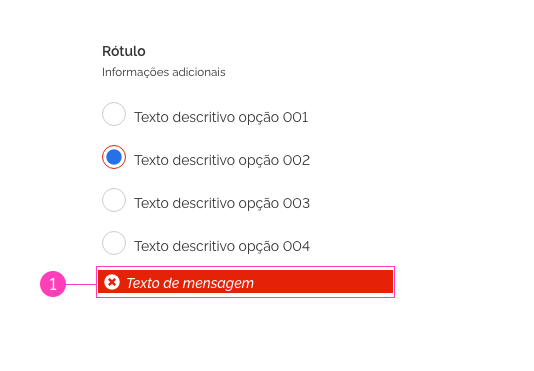 Rótulo
Informações adicionais
Texto descritivo opção 001
Texto descritivo opção 002
Texto descritivo opção 003
Texto descritivo opção 004
1 Texto de mensagem